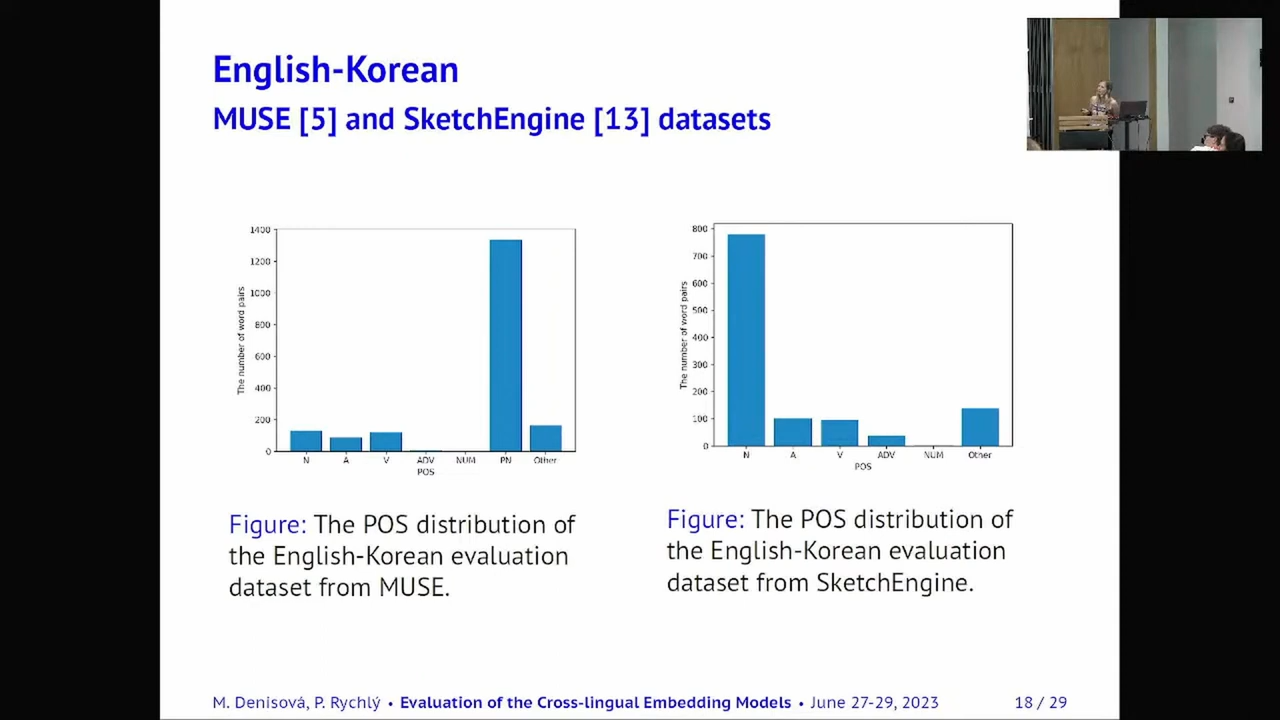 English-Korean
MUSE [5] and SketchEngine [13] datasets
1400
1200
1000
800
600
400
200
0
The number of word pairs
N A V ADV NUM PN Other
POS
800
700
600
500
400
300
200
100
0
The number of word pairs
N A V ADV NUM Other
POS
Figure: The POS distribution of
the English-Korean evaluation
dataset from MUSE.
Figure: The POS distribution of
the English-Korean evaluation
dataset from SketchEngine.
M. Denisová, P. Rychlý • Evaluation of the Cross-lingual Embedding Models • June 27-29, 2023 18 / 29